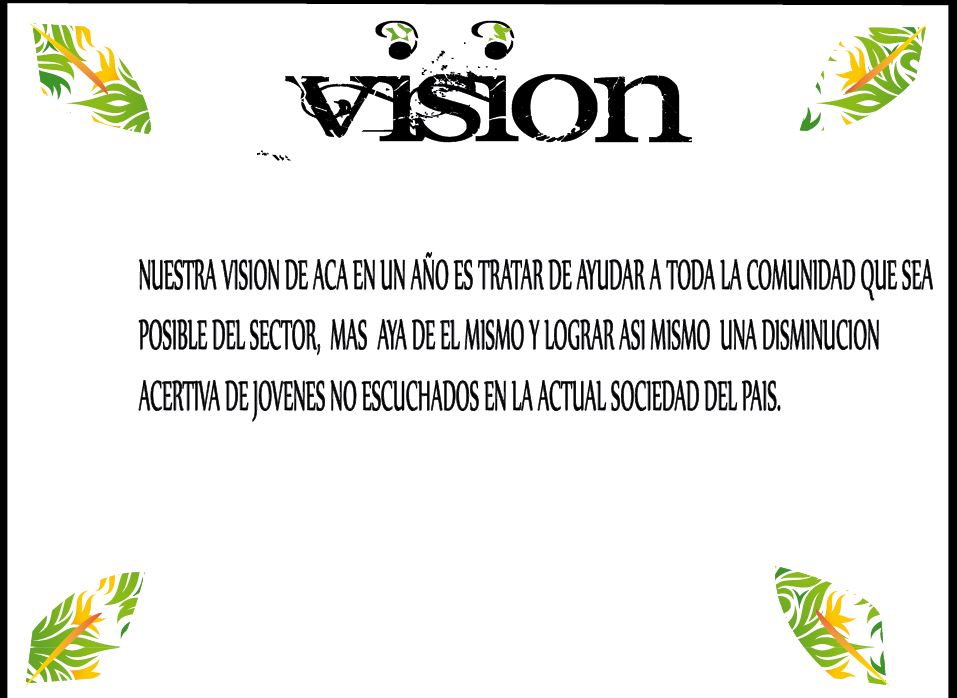 vision
NUESTRA VISION DE ACA EN UN AÑO ES TRATAR DE AYUDAR A TODA LA COMUNIDAD QUE SEA
POSIBLE DEL SECTOR, MAS AYA DE EL MISMO Y LOGRAR ASI MISMO UNA DISMINUCION
ACERTIVA DE JOVENES NO ESCUCHADOS EN LA ACTUAL SOCIEDAD DEL PAIS.